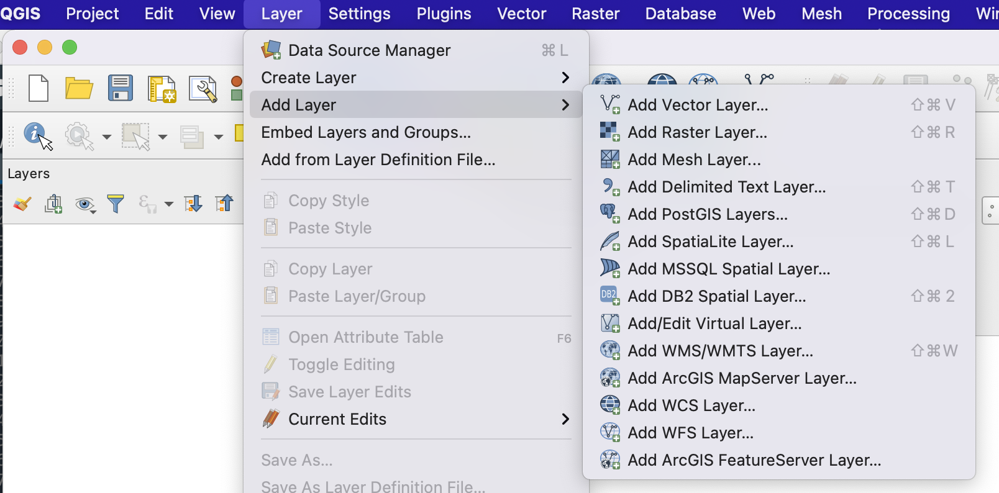 QGIS Project Edit View Layer Settings Plugins Vector Raster Database Web Mesh Processing
Data Source Manager ⌘ L
Create Layer
Add Layer
Embed Layers and Groups...
Add from Layer Definition File...
Copy Style
Paste Style
Copy Layer
Paste Layer/Group
Open Attribute Table F6
Toggle Editing
Save Layer Edits
Current Edits
Save As...
Save As Layer Definition File...
Add Vector Layer... ⇧⌘ V
Add Raster Layer... ⇧⌘ R
Add Mesh Layer...
Add Delimited Text Layer... ⇧⌘ T
Add PostGIS Layers... ⇧⌘ D
Add SpatiaLite Layer... ⇧⌘ L
Add MSSQL Spatial Layer...
DB2 Add DB2 Spatial Layer... ⇧⌘ 2
Add/Edit Virtual Layer...
Add WMS/WMTS Layer... ⇧⌘W
Add ArcGIS MapServer Layer...
Add WCS Layer...
Add WFS Layer...
Add ArcGIS FeatureServer Layer...
Layers